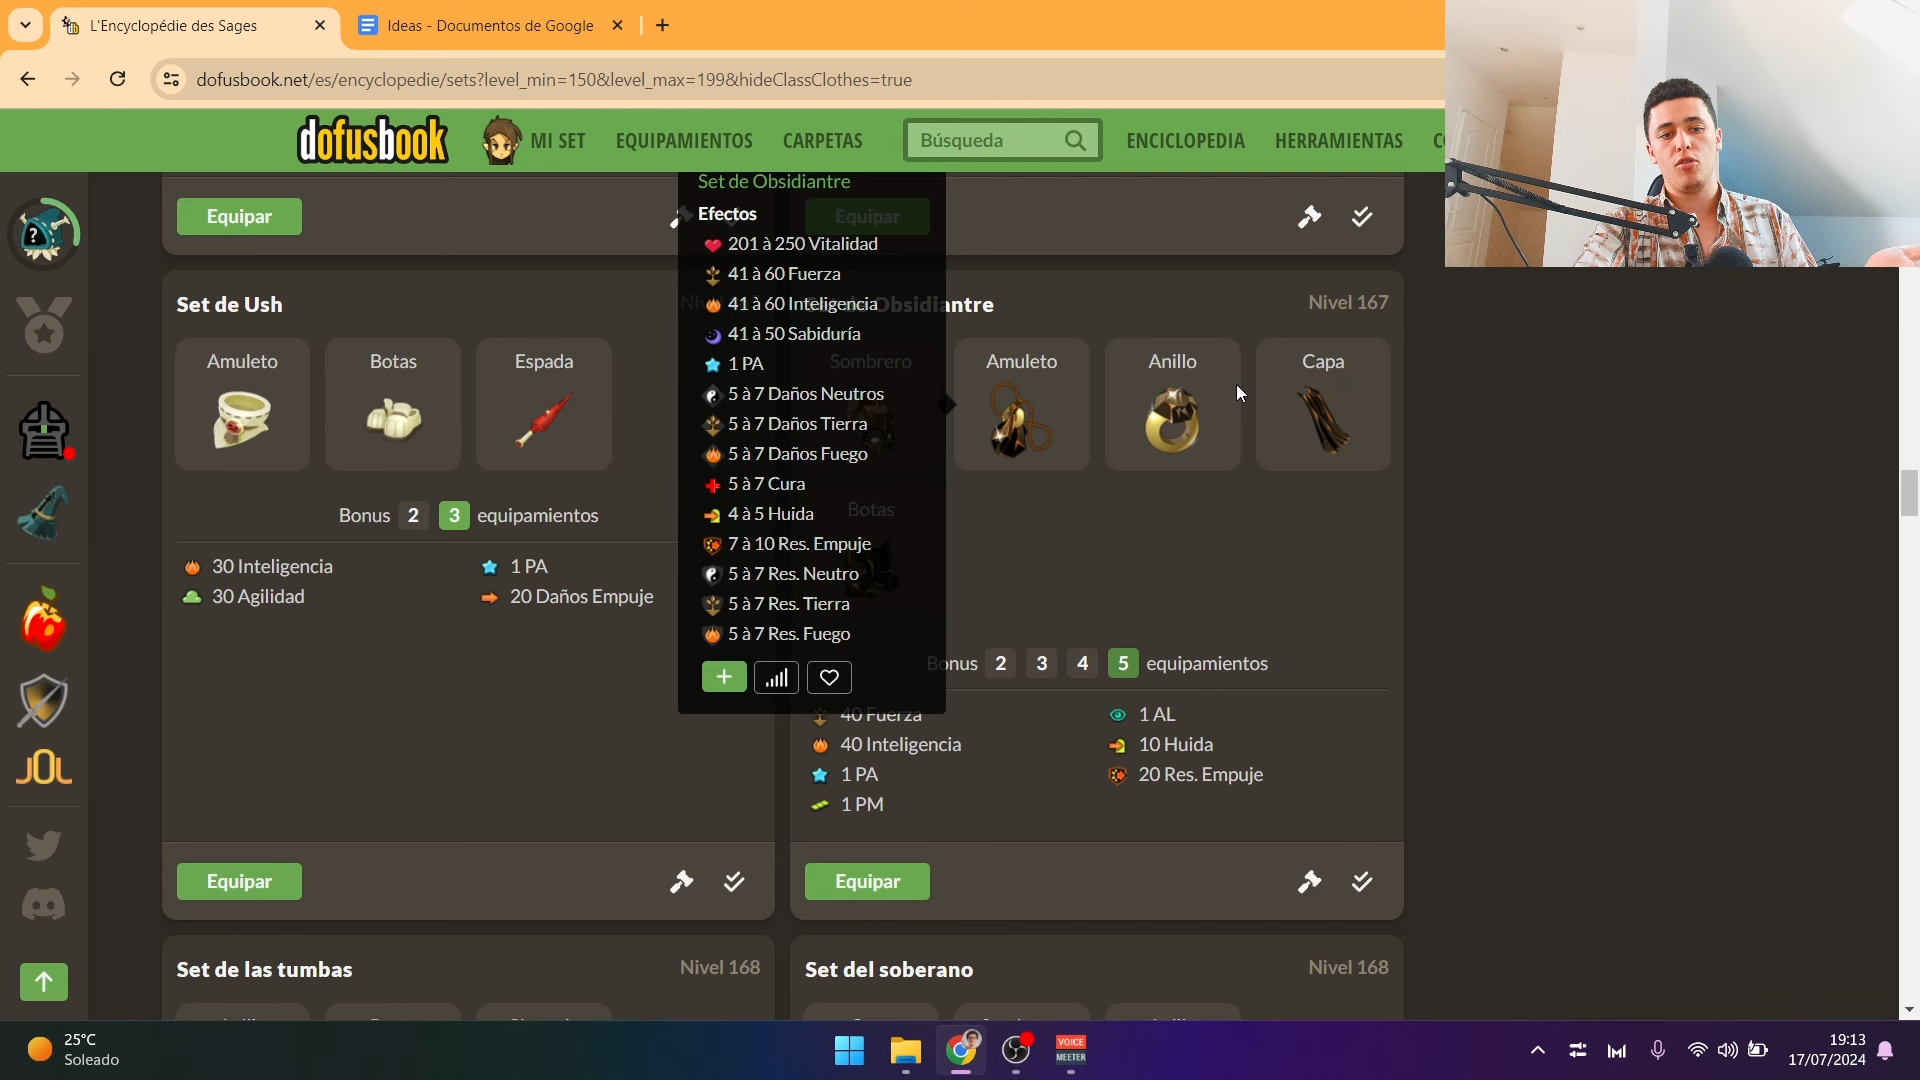 L'Encyclopédie des Sages
Ideas - Documentos de Google
dofusbook.net/es/encyclopedie/sets?level_min=150&level_max=199&hideClassClothes=true
dofusbook
MI SET
EQUIPAMIENTOS
CARPETAS
Búsqueda
ENCICLOPEDIA
HERRAMIENTAS
Set de Obsidiantre
Efectos
201 à 250 Vitalidad
41 à 60 Fuerza
41 à 60 Inteligencia
41 à 50 Sabiduría
1 PA
5 à 7 Daños Neutros
5 à 7 Daños Tierra
5 à 7 Daños Fuego
5 à 7 Cura
4 à 5 Huida
7 à 10 Res. Empuje
5 à 7 Res. Neutro
5 à 7 Res. Tierra
5 à 7 Res. Fuego
Equipar
Equipar
Set de Ush
Amuleto
Botas
Espada
Bonus 2 3 equipamientos
30 Inteligencia
1 PA
30 Agilidad
20 Daños Empuje
Equipar
Obsidiantre
Nivel 167
Sombrero
Amuleto
Anillo
Capa
Botas
Bonus 2 3 4 5 equipamientos
40 Fuerza
1 AL
40 Inteligencia
10 Huida
1 PA
20 Res. Empuje
1 PM
Equipar
Set de las tumbas
Nivel 168
Set del soberano
Nivel 168
JOL
25°C
Soleado
VOICE
MEETER
19:13
17/07/2024